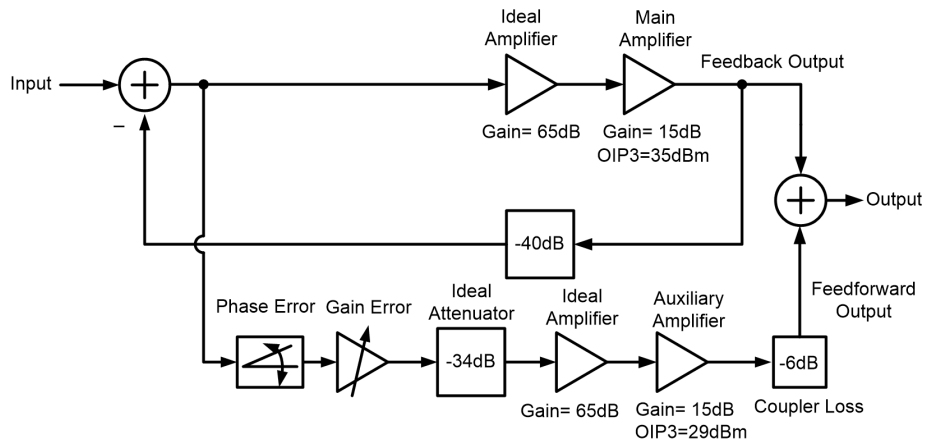 Ideal
Amplifier
Main
Amplifier
Feedback Output
Input
+
–
Gain= 65dB
Gain= 15dB
OIP3=35dBm
+
Output
-40dB
Phase Error
Gain Error
Ideal
Attenuator
Ideal
Amplifier
Auxiliary
Amplifier
Feedforward
Output
-34dB
-6dB
Gain= 65dB
Gain= 15dB
OIP3=29dBm
Coupler Loss